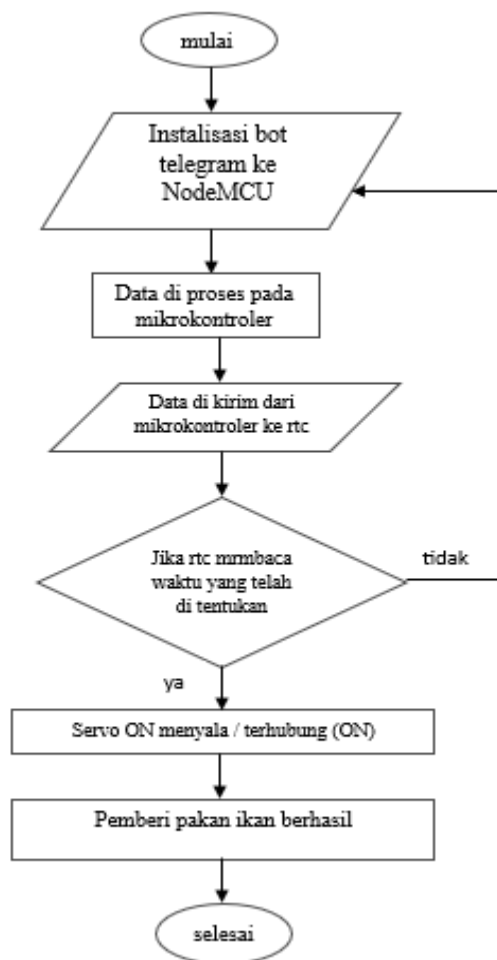 mulai
Instalisasi bot
telegram ke
NodeMCU
Data di proses pada
mikrokontroler
Data di kirim dari
mikrokontroler ke rtc
Jika rtc mrmbaca
waktu yang telah
di tentukan
tidak
ya
Servo ON menyala / terhubung (ON)
Pemberi pakan ikan berhasil
selesai